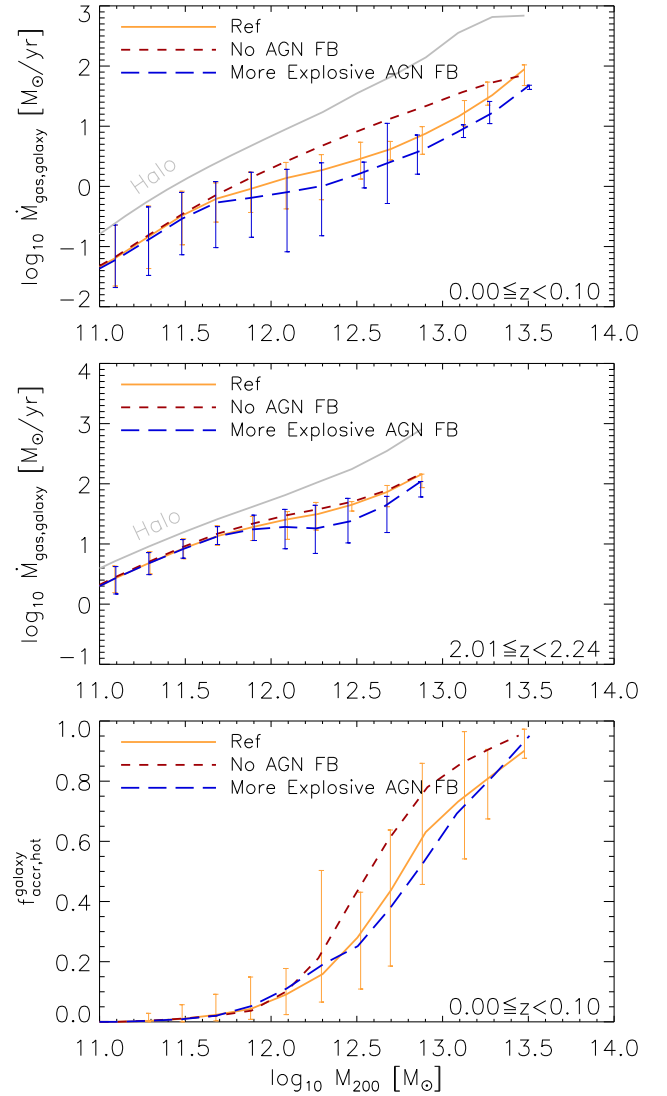 3
2
1
0
−1
−2
log10 Ṁgas,galaxy [M⊙/yr]
Ref
No AGN FB
More Explosive AGN FB
Halo
0.00≦z<0.10
11.0 11.5 12.0 12.5 13.0 13.5 14.0
4
3
2
1
0
−1
log10 Ṁgas,galaxy [M⊙/yr]
Ref
No AGN FB
More Explosive AGN FB
Halo
2.01≦z<2.24
11.0 11.5 12.0 12.5 13.0 13.5 14.0
1.0
0.8
0.6
0.4
0.2
0.0
f galaxy accr,hot
Ref
No AGN FB
More Explosive AGN FB
0.00≦z<0.10
11.0 11.5 12.0 12.5 13.0 13.5 14.0
log10 M200 [M⊙]